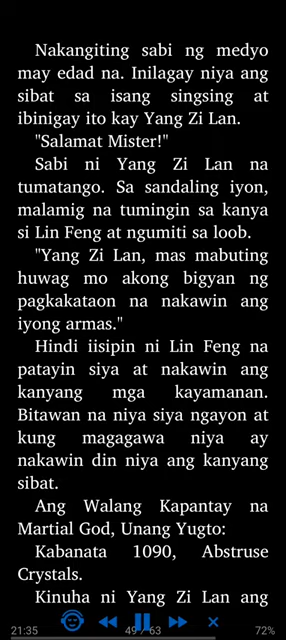 Nakangiting sabi ng medyo
may edad na. Inilagay niya ang
sibat sa isang singsing at
ibinigay ito kay Yang Zi Lan.
"Salamat Mister!"
Sabi ni Yang Zi Lan na
tumatango. Sa sandaling iyon,
malamig na tumingin sa kanya
si Lin Feng at ngumiti sa loob.
"Yang Zi Lan, mas mabuting
huwag mo akong bigyan ng
pagkakataon na nakawin ang
iyong armas."
Hindi iisipin ni Lin Feng na
patayin siya at nakawin ang
kanyang mga kayamanan.
Bitawan na niya siya ngayon at
kung magagawa niya ay
nakawin din niya ang kanyang
sibat.
Ang Walang Kapantay na
Martial God, Unang Yugto:
Kabanata 1090, Abstruse
Crystals.
Kinuha ni Yang Zi Lan ang
21:35 49 / 63 72%